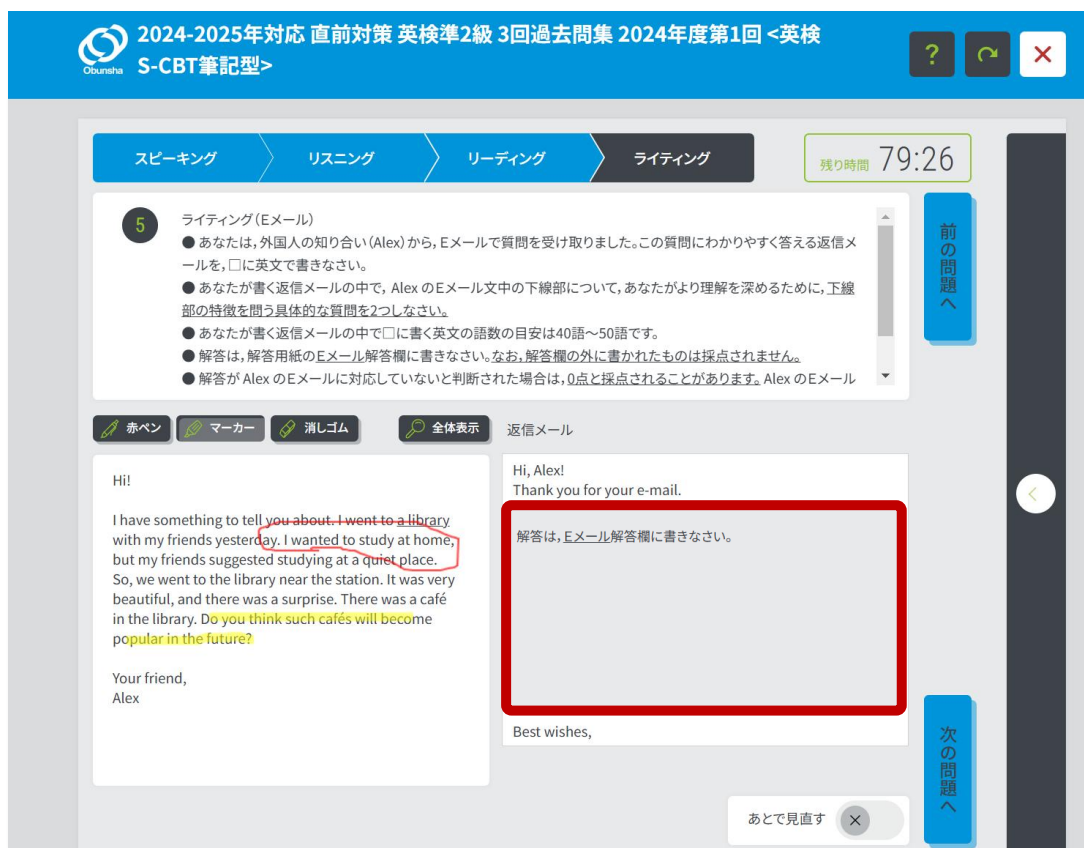 2024-2025年対応 直前対策 英検準2級 3回過去問集 2024年度第1回 <英検
S-CBT筆記型>
Obunsha
?
スピーキング
リスニング
リーディング
ライティング
残り時間 79:26
5
ライティング(Eメール)
● あなたは,外国人の知り合い(Alex)から,Eメールで質問を受け取りました。この質問にわかりやすく答える返信メ
ールを,□に英文で書きなさい。
● あなたが書く返信メールの中で, Alex のEメール文中の下線部について,あなたがより理解を深めるために,下線
部の特徴を問う具体的な質問を2つしなさい。
● あなたが書く返信メールの中で□に書く英文の語数の目安は40語~50語です。
● 解答は,解答用紙のEメール解答欄に書きなさい。なお,解答欄の外に書かれたものは採点されません。
● 解答が Alex のEメールに対応していないと判断された場合は,0点と採点されることがあります。Alex のEメール
前の問題へ
赤ペン
マーカー
消しゴム
全体表示
返信メール
Hi!
I have something to tell you about. I went to a library
with my friends yesterday. I wanted to study at home,
but my friends suggested studying at a quiet place.
So, we went to the library near the station. It was very
beautiful, and there was a surprise. There was a café
in the library. Do you think such cafés will become
popular in the future?
Your friend,
Alex
Hi, Alex!
Thank you for your e-mail.
解答は,Eメール解答欄に書きなさい。
Best wishes,
次の問題へ
あとで見直す